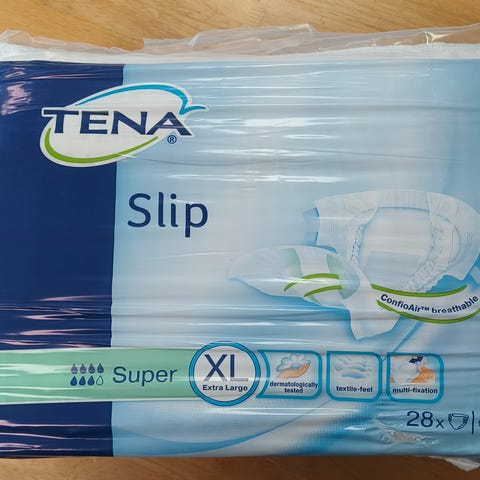 TENA®
Slip
ConfioAir™ breathable
Super
XL
Extra Large
dermatologically
tested
textile-feel
multi-fixation
28x